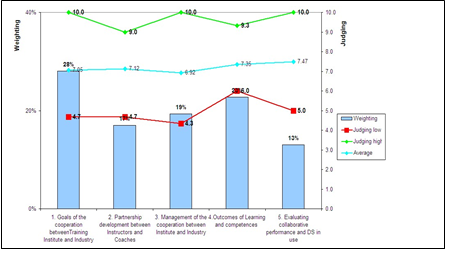 40%
20%
0%
Weighting
10.0
9.0
10.0
9.3
10.0
7.12
6.92
7.35
7.47
28%
19%
13%
4.7
4.7
4.3
6.0
5.0
10.0
9.0
8.0
7.0
6.0
5.0
4.0
3.0
2.0
1.0
0.0
Judging
Weighting
Judging low
Judging high
Average
1. Goals of the
cooperation
betweenTraining
Institute and Industry
2. Partnership
development between
Instructors and
Coaches
3. Management of the
cooperation between
Institute and Industry
4.Outcomes of Learning
and competences
5. Evaluating
collaborative
performance and DS in
use